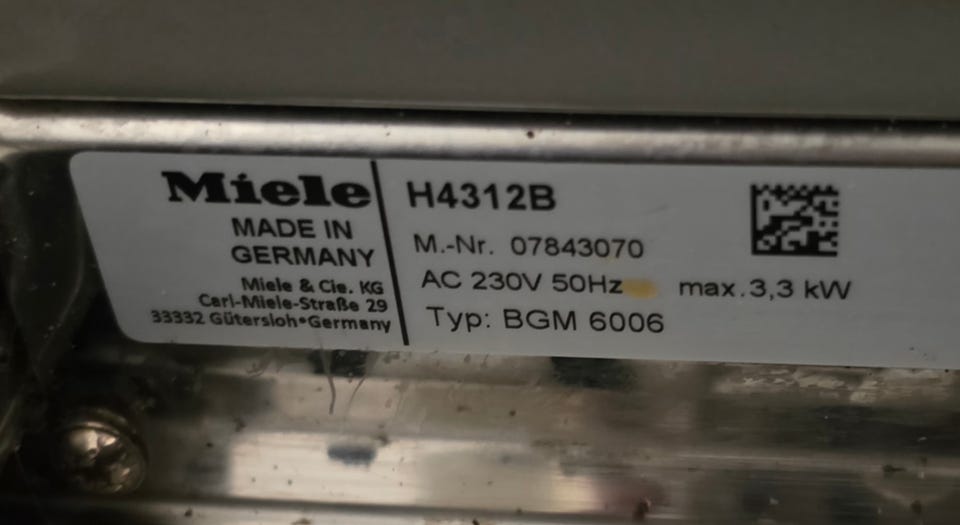 Miele
MADE IN
GERMANY
Miele & Cie. KG
Carl-Miele-Straße 29
33332 Gütersloh•Germany
H4312B
M.-Nr. 07843070
AC 230V 50Hz max.3,3 kW
Typ: BGM 6006